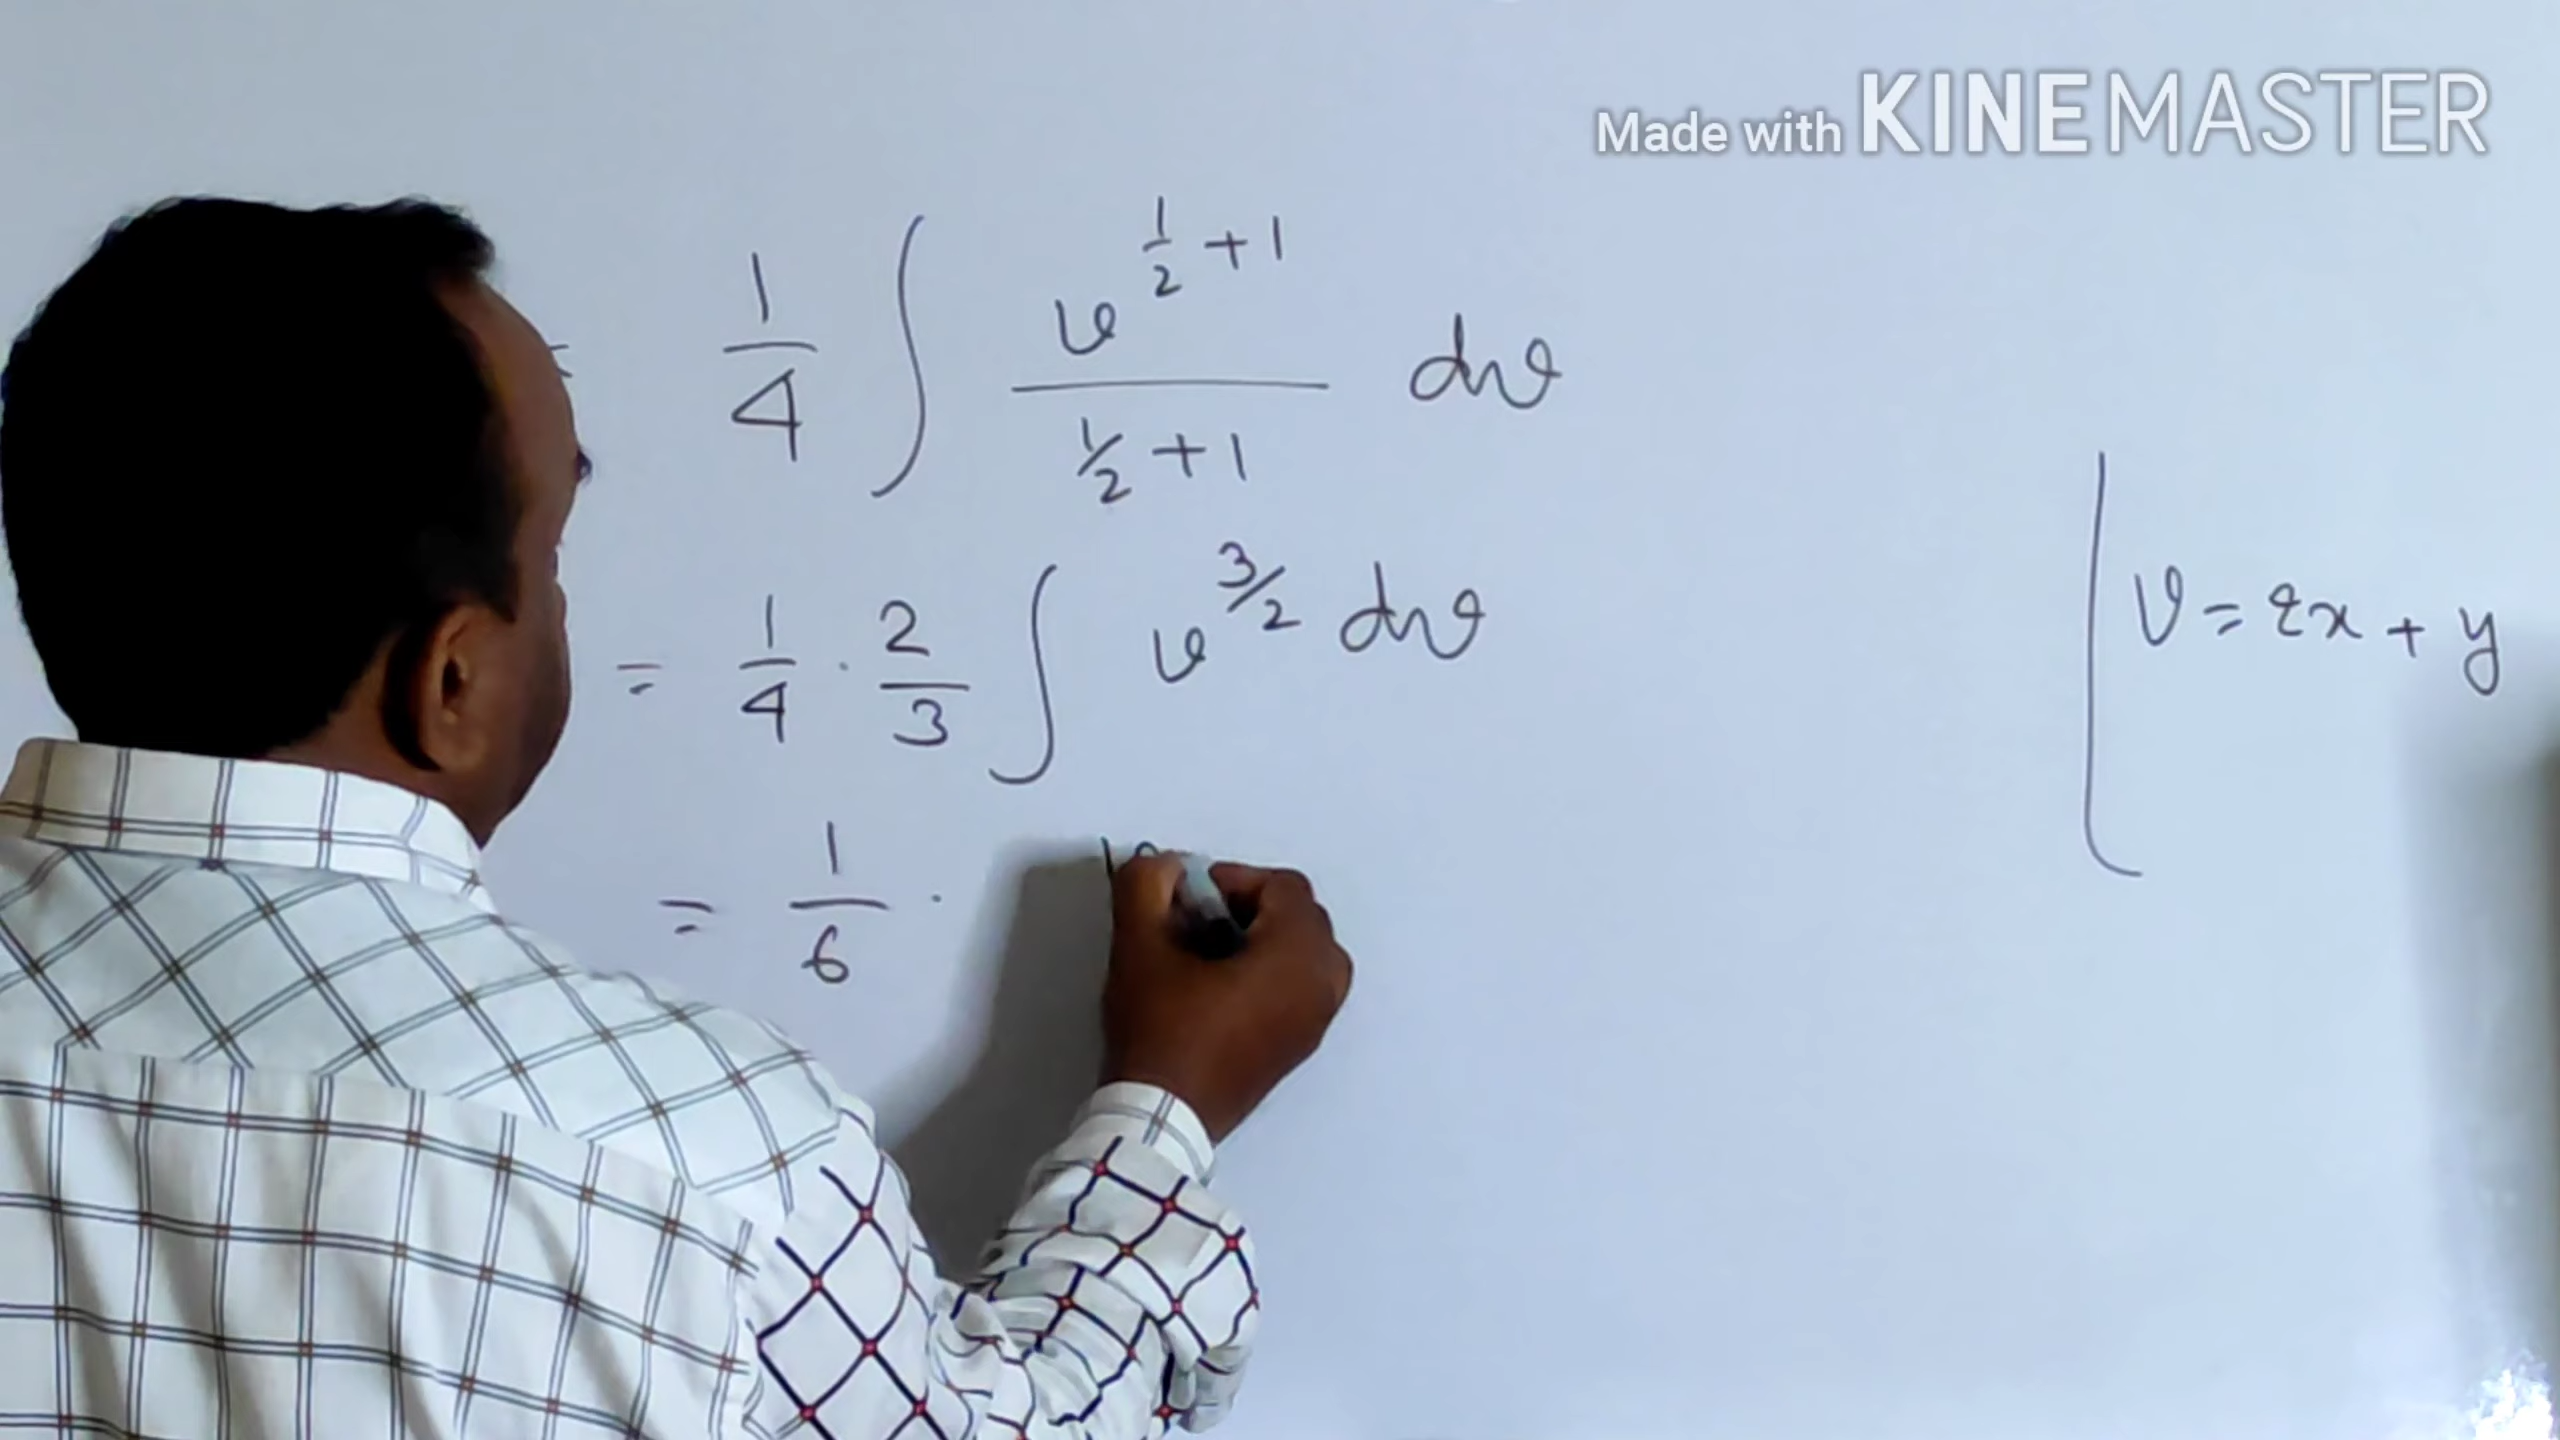 Made with KINEMASTER
1/4 ∫ v^(1/2 + 1) / (1/2 + 1) dv
= 1/4 · 2/3 ∫ v^(3/2) dv
v = 2x + y
= 1/6 ·